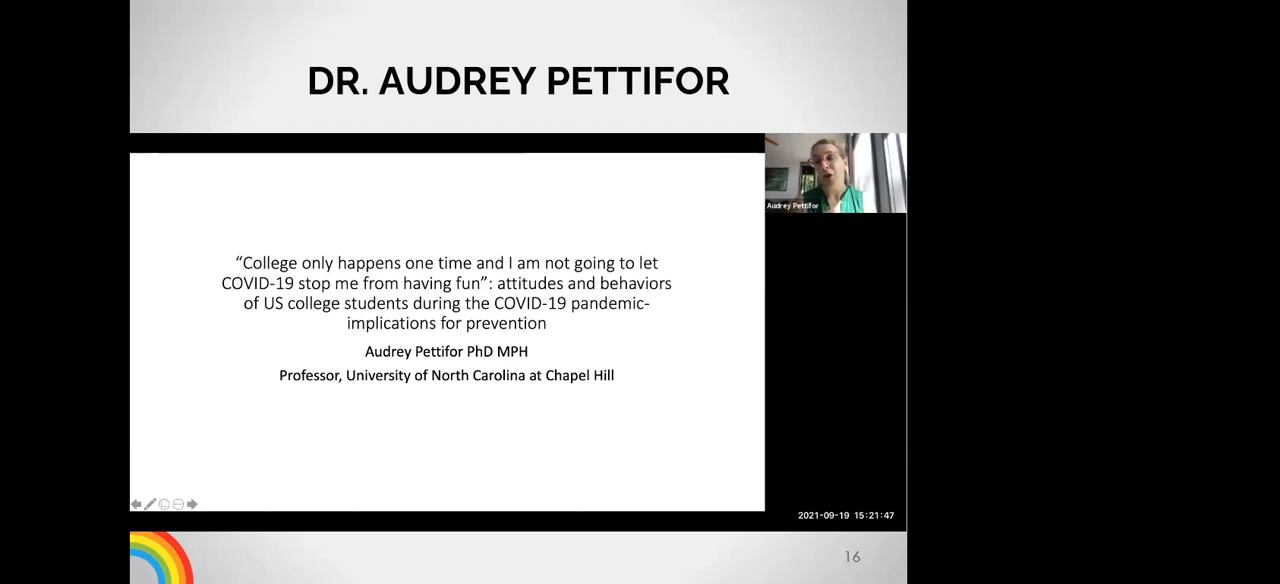 DR. AUDREY PETTIFOR
Audrey Pettifor
“College only happens one time and I am not going to let
COVID-19 stop me from having fun”: attitudes and behaviors
of US college students during the COVID-19 pandemic-
implications for prevention
Audrey Pettifor PhD MPH
Professor, University of North Carolina at Chapel Hill
2021-09-19 15:21:47
16